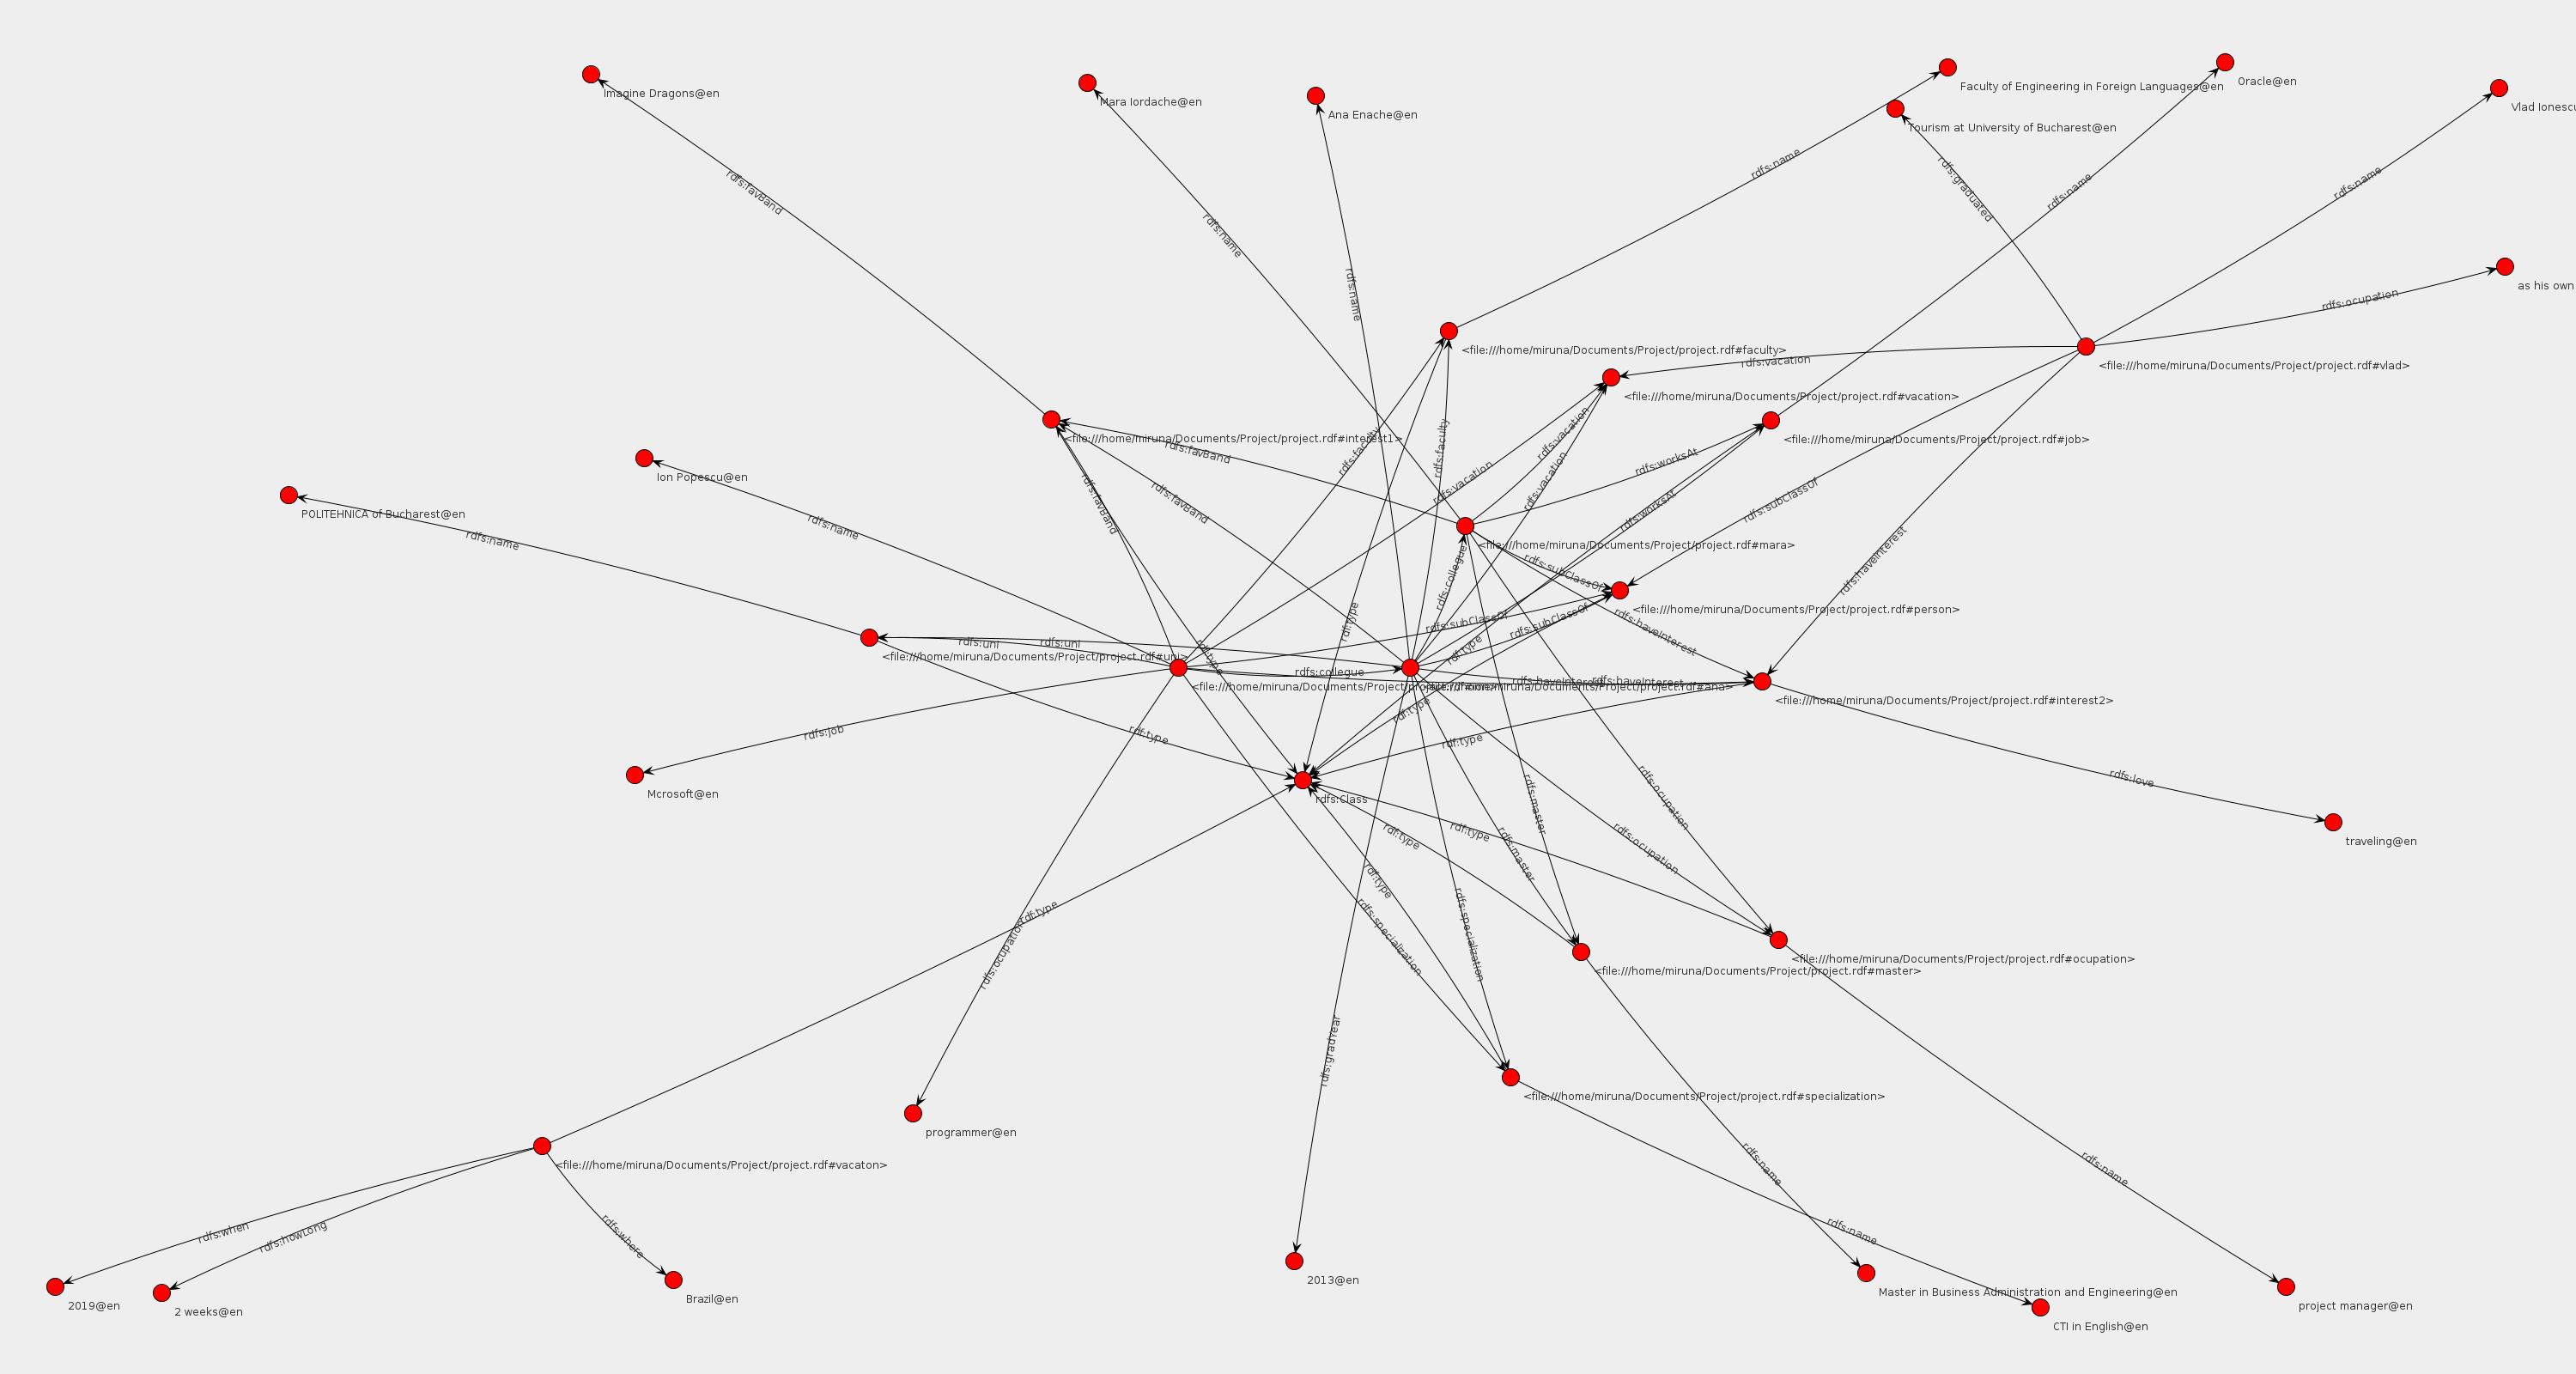 Oracle@en
Faculty of Engineering in Foreign Languages@en
Imagine Dragons@en
Mara Iordache@en
Vlad Ionescu
Ana Enache@en
Tourism at University of Bucharest@en
rdfs:name
rdfs:name
rdfs:graduated
rdfs:name
rdfs:favBand
rdfs:name
as his own
rdfs:name
rdfs:ocupation
<file:///home/miruna/Documents/Project/project.rdf#faculty>
rdfs:vacation
<file:///home/miruna/Documents/Project/project.rdf#vlad>
<file:///home/miruna/Documents/Project/project.rdf#vacation>
<file:///home/miruna/Documents/Project/project.rdf#interest1>
<file:///home/miruna/Documents/Project/project.rdf#job>
rdfs:favBand
rdfs:faculty
rdfs:faculty
rdfs:vacation
rdfs:worksAt
Ion Popescu@en
rdfs:vacation
rdfs:vacation
rdfs:favBand
rdfs:favBand
rdfs:worksAt
rdfs:subClassOf
POLITEHNICA of Bucharest@en
rdfs:name
rdfs:name
<file:///home/miruna/Documents/Project/project.rdf#mara>
rdfs:haveInterest
rdfs:subClassOf
rdfs:collegue
<file:///home/miruna/Documents/Project/project.rdf#person>
rdf:type
rdfs:subClassOf
rdfs:subClassOf
rdfs:haveInterest
rdfs:uni
rdfs:uni
<file:///home/miruna/Documents/Project/project.rdf#uni>
rdf:type
rdf:type
rdfs:collegue
rdfs:haveInterest
rdfs:haveInterest
<file:///home/miruna/Documents/Project/project.rdf#ion>
<file:///home/miruna/Documents/Project/project.rdf#ana>
<file:///home/miruna/Documents/Project/project.rdf#interest2>
rdf:type
rdfs:job
rdf:type
rdf:type
rdfs:love
Mcrosoft@en
rdfs:Class
rdfs:master
rdfs:ocupation
rdf:type
rdf:type
traveling@en
rdfs:master
rdfs:ocupation
rdf:type
rdf:type
rdfs:ocupation
rdfs:specialization
rdfs:specialization
<file:///home/miruna/Documents/Project/project.rdf#ocupation>
<file:///home/miruna/Documents/Project/project.rdf#master>
rdfs:gradYear
<file:///home/miruna/Documents/Project/project.rdf#specialization>
programmer@en
<file:///home/miruna/Documents/Project/project.rdf#vacaton>
rdfs:name
rdfs:name
rdfs:when
rdfs:howLong
rdfs:where
rdfs:name
2013@en
Master in Business Administration and Engineering@en
Brazil@en
2019@en
2 weeks@en
project manager@en
CTI in English@en